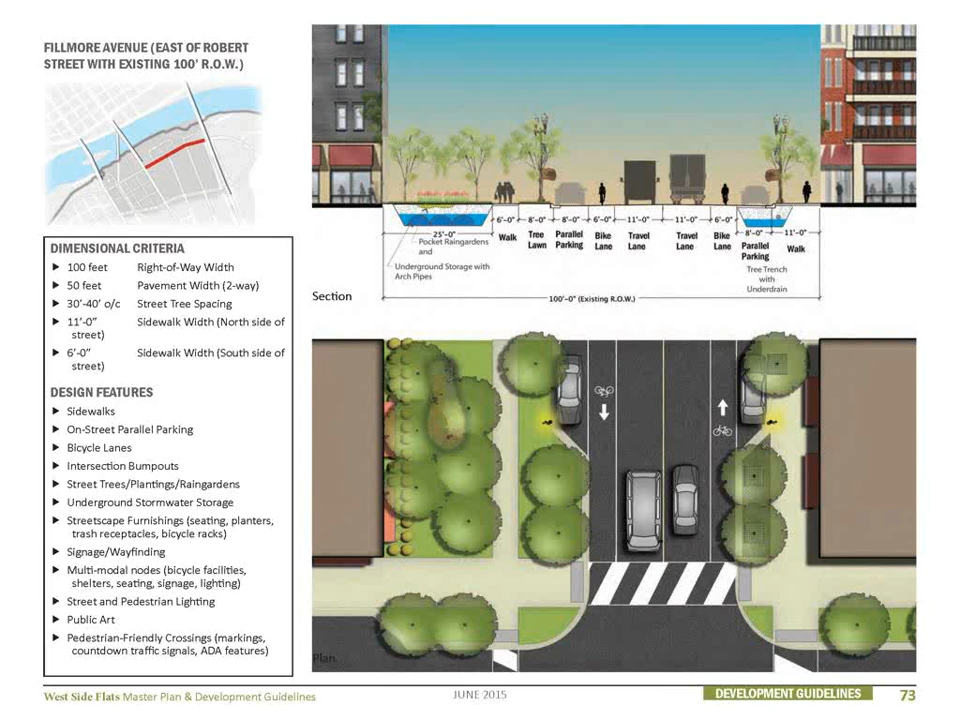 FILLMORE AVENUE (EAST OF ROBERT
STREET WITH EXISTING 100' R.O.W.)
DIMENSIONAL CRITERIA
100 feet Right-of-Way Width
50 feet Pavement Width (2-way)
30'-40' o/c Street Tree Spacing
11'-0" Sidewalk Width (North side of
street)
6'-0" Sidewalk Width (South side of
street)
DESIGN FEATURES
Sidewalks
On-Street Parallel Parking
Bicycle Lanes
Intersection Bumpouts
Street Trees/Plantings/Raingardens
Underground Stormwater Storage
Streetscape Furnishings (seating, planters,
trash receptacles, bicycle racks)
Signage/Wayfinding
Multi-modal nodes (bicycle facilities,
shelters, seating, signage, lighting)
Street and Pedestrian Lighting
Public Art
Pedestrian-Friendly Crossings (markings,
countdown traffic signals, ADA features)
25'-0" 6'-0" 8'-0" 8'-0" 6'-0" 11'-0" 11'-0" 6'-0" 8'-0" 11'-0"
Pocket Raingardens
and
Underground Storage with
Arch Pipes
Walk
Tree
Lawn
Parallel
Parking
Bike
Lane
Travel
Lane
Travel
Lane
Bike
Lane
Parallel
Parking
Walk
Tree Trench
with
Underdrain
Section
100'-0" (Existing R.O.W.)
Plan
West Side Flats Master Plan & Development Guidelines
JUNE 2015
DEVELOPMENT GUIDELINES
73